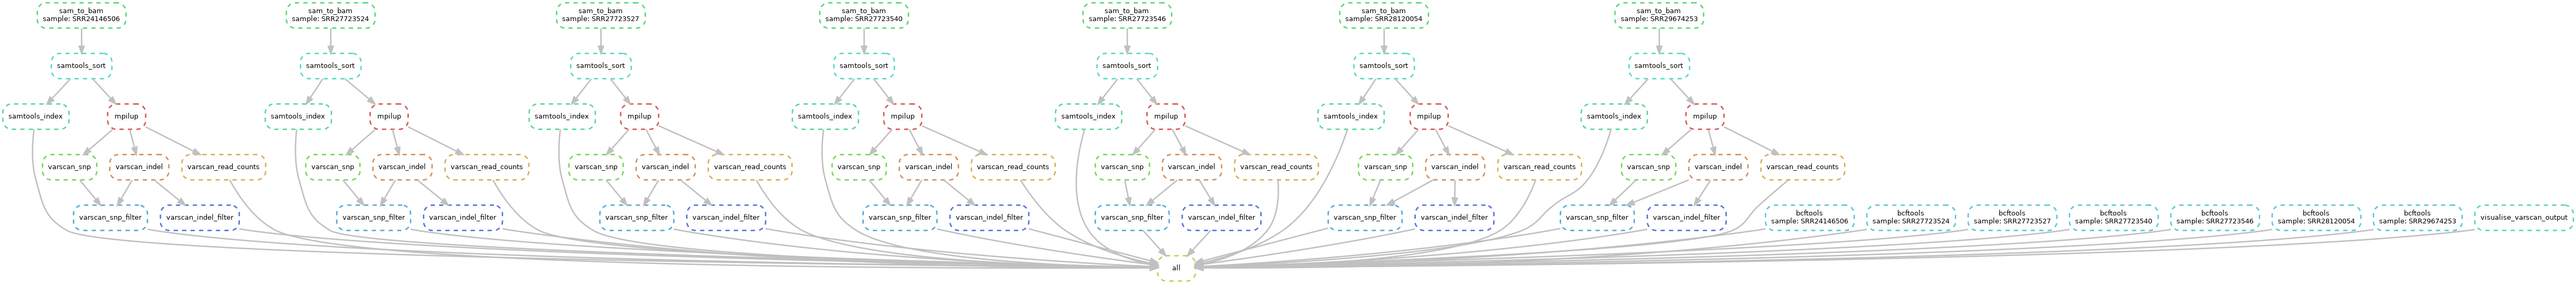 sam_to_bam
sample: SRR24146506
sam_to_bam
sample: SRR27723524
sam_to_bam
sample: SRR27723527
sam_to_bam
sample: SRR27723540
sam_to_bam
sample: SRR27723546
sam_to_bam
sample: SRR28120054
sam_to_bam
sample: SRR29674253
samtools_sort
samtools_sort
samtools_sort
samtools_sort
samtools_sort
samtools_sort
samtools_sort
samtools_index
mpilup
samtools_index
mpilup
samtools_index
mpilup
samtools_index
mpilup
samtools_index
mpilup
samtools_index
mpilup
samtools_index
mpilup
varscan_snp
varscan_indel
varscan_read_counts
varscan_snp
varscan_indel
varscan_read_counts
varscan_snp
varscan_indel
varscan_read_counts
varscan_snp
varscan_indel
varscan_read_counts
varscan_snp
varscan_indel
varscan_read_counts
varscan_snp
varscan_indel
varscan_read_counts
varscan_snp
varscan_indel
varscan_read_counts
varscan_snp_filter
varscan_indel_filter
varscan_snp_filter
varscan_indel_filter
varscan_snp_filter
varscan_indel_filter
varscan_snp_filter
varscan_indel_filter
varscan_snp_filter
varscan_indel_filter
varscan_snp_filter
varscan_indel_filter
varscan_snp_filter
varscan_indel_filter
bcftools
sample: SRR24146506
bcftools
sample: SRR27723524
bcftools
sample: SRR27723527
bcftools
sample: SRR27723540
bcftools
sample: SRR27723546
bcftools
sample: SRR28120054
bcftools
sample: SRR29674253
visualise_varscan_output
all